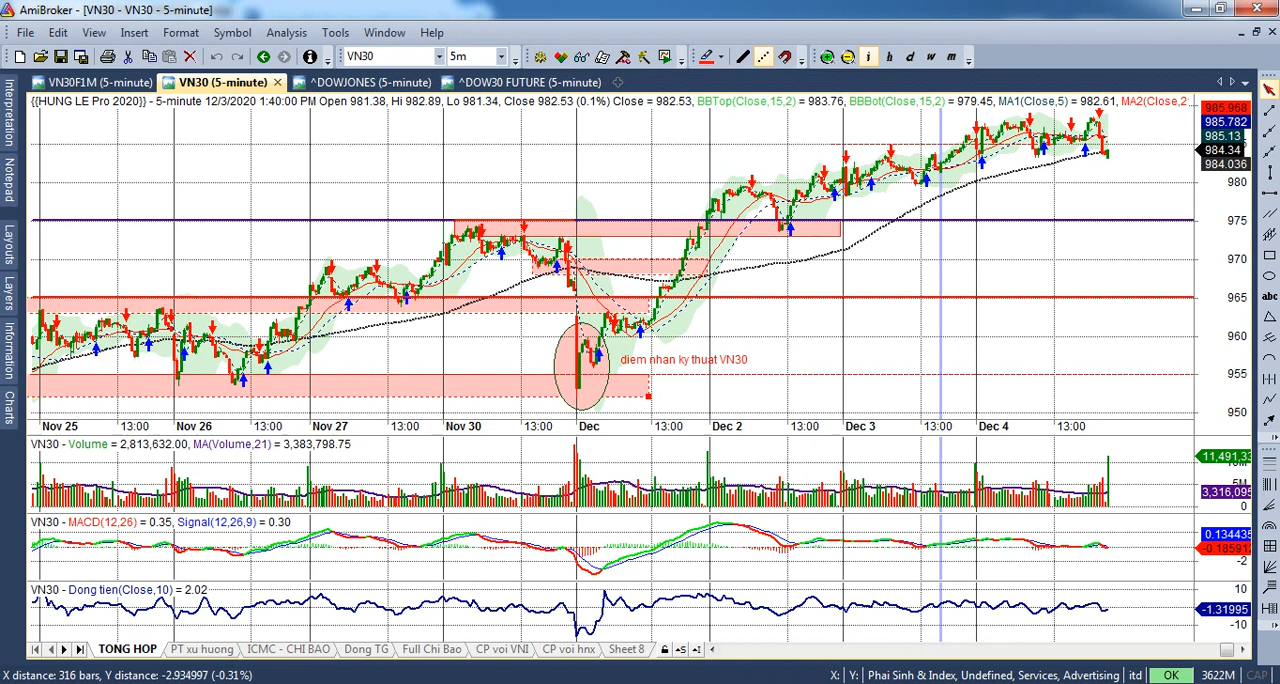 AmiBroker - [VN30 - VN30 - 5-minute]
File Edit View Insert Format Symbol Analysis Tools Window Help
VN30 5m i h d w m
VN30F1M (5-minute) VN30 (5-minute) ^DOWJONES (5-minute) ^DOW30 FUTURE (5-minute)
{{HUNG LE Pro 2020}} - 5-minute 12/3/2020 1:40:00 PM Open 981.38, Hi 982.89, Lo 981.34, Close 982.53 (0.1%) Close = 982.53, BBTop(Close,15,2) = 983.76, BBBot(Close,15,2) = 979.45, MA1(Close,5) = 982.61, MA2(Close,2
Interpretation
Notepad
Layouts
Layers
Information
Charts
985.968
985.782
985.13
984.34
984.036
980
975
970
965
960
955
950
diem nhan ky thuat VN30
abc
Nov 25 13:00 Nov 26 13:00 Nov 27 13:00 Nov 30 13:00 Dec 13:00 Dec 2 13:00 Dec 3 13:00 Dec 4 13:00
VN30 - Volume = 2,813,632.00, MA(Volume,21) = 3,383,798.75
11,491,33
3,316,095
0
VN30 - MACD(12,26) = 0.35, Signal(12,26,9) = 0.30
0.134435
-0.185912
-2
VN30 - Dong tien(Close,10) = 2.02
10
-1.31995
-10
TONG HOP PT xu huong ICMC - CHI BAO Dong TG Full Chi Bao CP voi VNI CP voi hnx Sheet 8
X distance: 316 bars, Y distance: -2.934997 (-0.31%) X: Y: Phai Sinh & Index, Undefined, Services, Advertising itd OK 3622M CAP